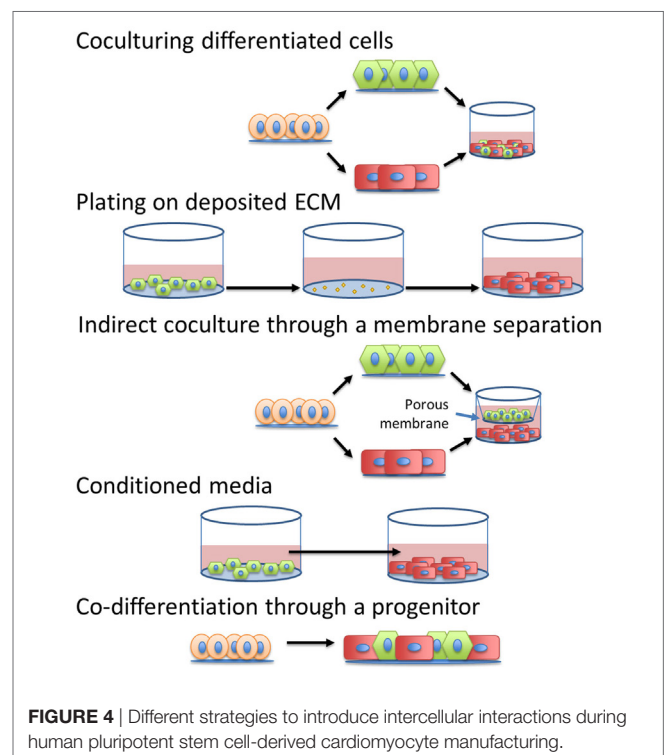 Coculturing differentiated cells
Plating on deposited ECM
Indirect coculture through a membrane separation
Porous
membrane
Conditioned media
Co-differentiation through a progenitor
FIGURE 4 | Different strategies to introduce intercellular interactions during
human pluripotent stem cell-derived cardiomyocyte manufacturing.